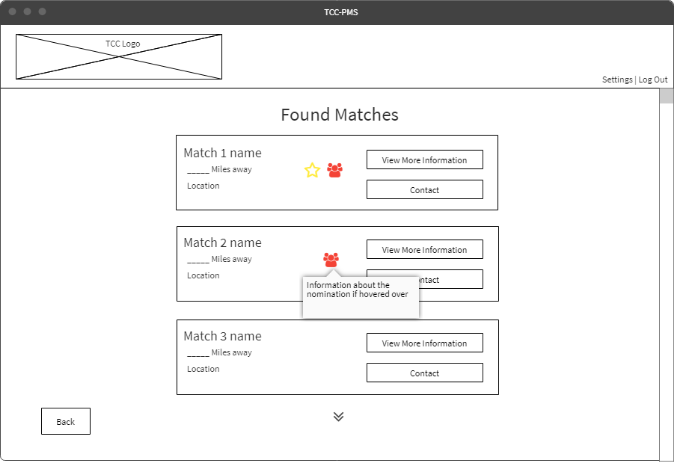 TCC-PMS
TCC Logo
Settings | Log Out
Found Matches
Match 1 name
_____ Miles away
Location
View More Information
Contact
Match 2 name
_____ Miles away
Location
View More Information
ntact
Information about the
nomination if hovered over
Match 3 name
_____ Miles away
Location
View More Information
Contact
Back